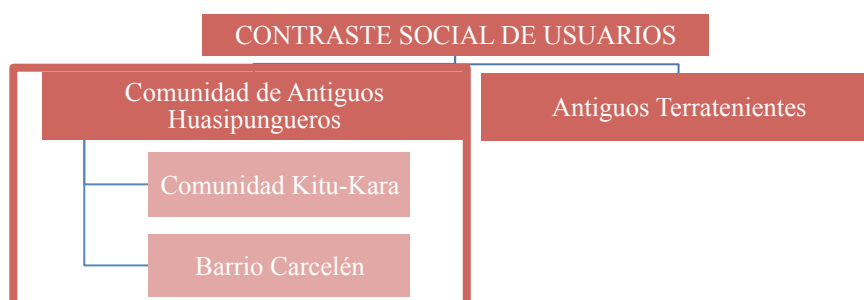 CONTRASTE SOCIAL DE USUARIOS
Comunidad de Antiguos
Huasipungueros
Antiguos Terratenientes
Comunidad Kitu-Kara
Barrio Carcelén